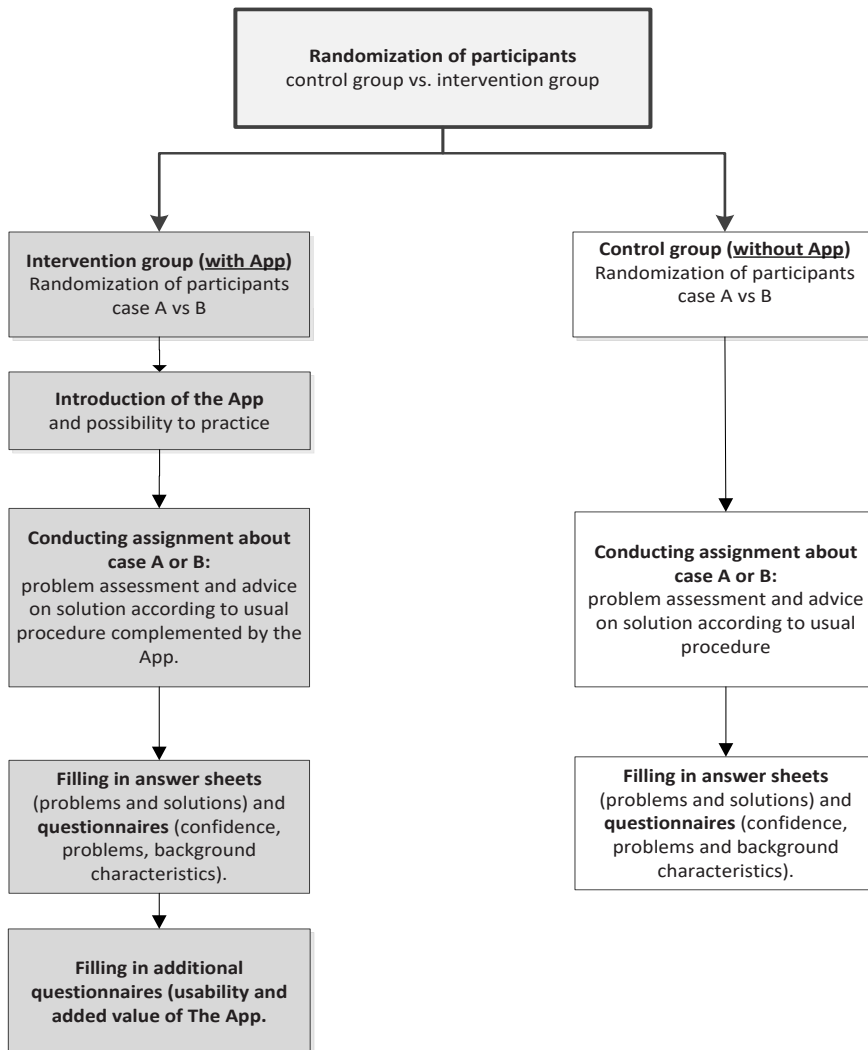 Randomization of participants
control group vs. intervention group
Intervention group (with App)
Randomization of participants
case A vs B
Introduction of the App
and possibility to practice
Conducting assignment about
case A or B:
problem assessment and advice
on solution according to usual
procedure complemented by the
App.
Filling in answer sheets
(problems and solutions) and
questionnaires (confidence,
problems, background
characteristics).
Filling in additional
questionnaires (usability and
added value of The App.
Control group (without App)
Randomization of participants
case A vs B
Conducting assignment about
case A or B:
problem assessment and advice
on solution according to usual
procedure
Filling in answer sheets
(problems and solutions) and
questionnaires (confidence,
problems and background
characteristics).